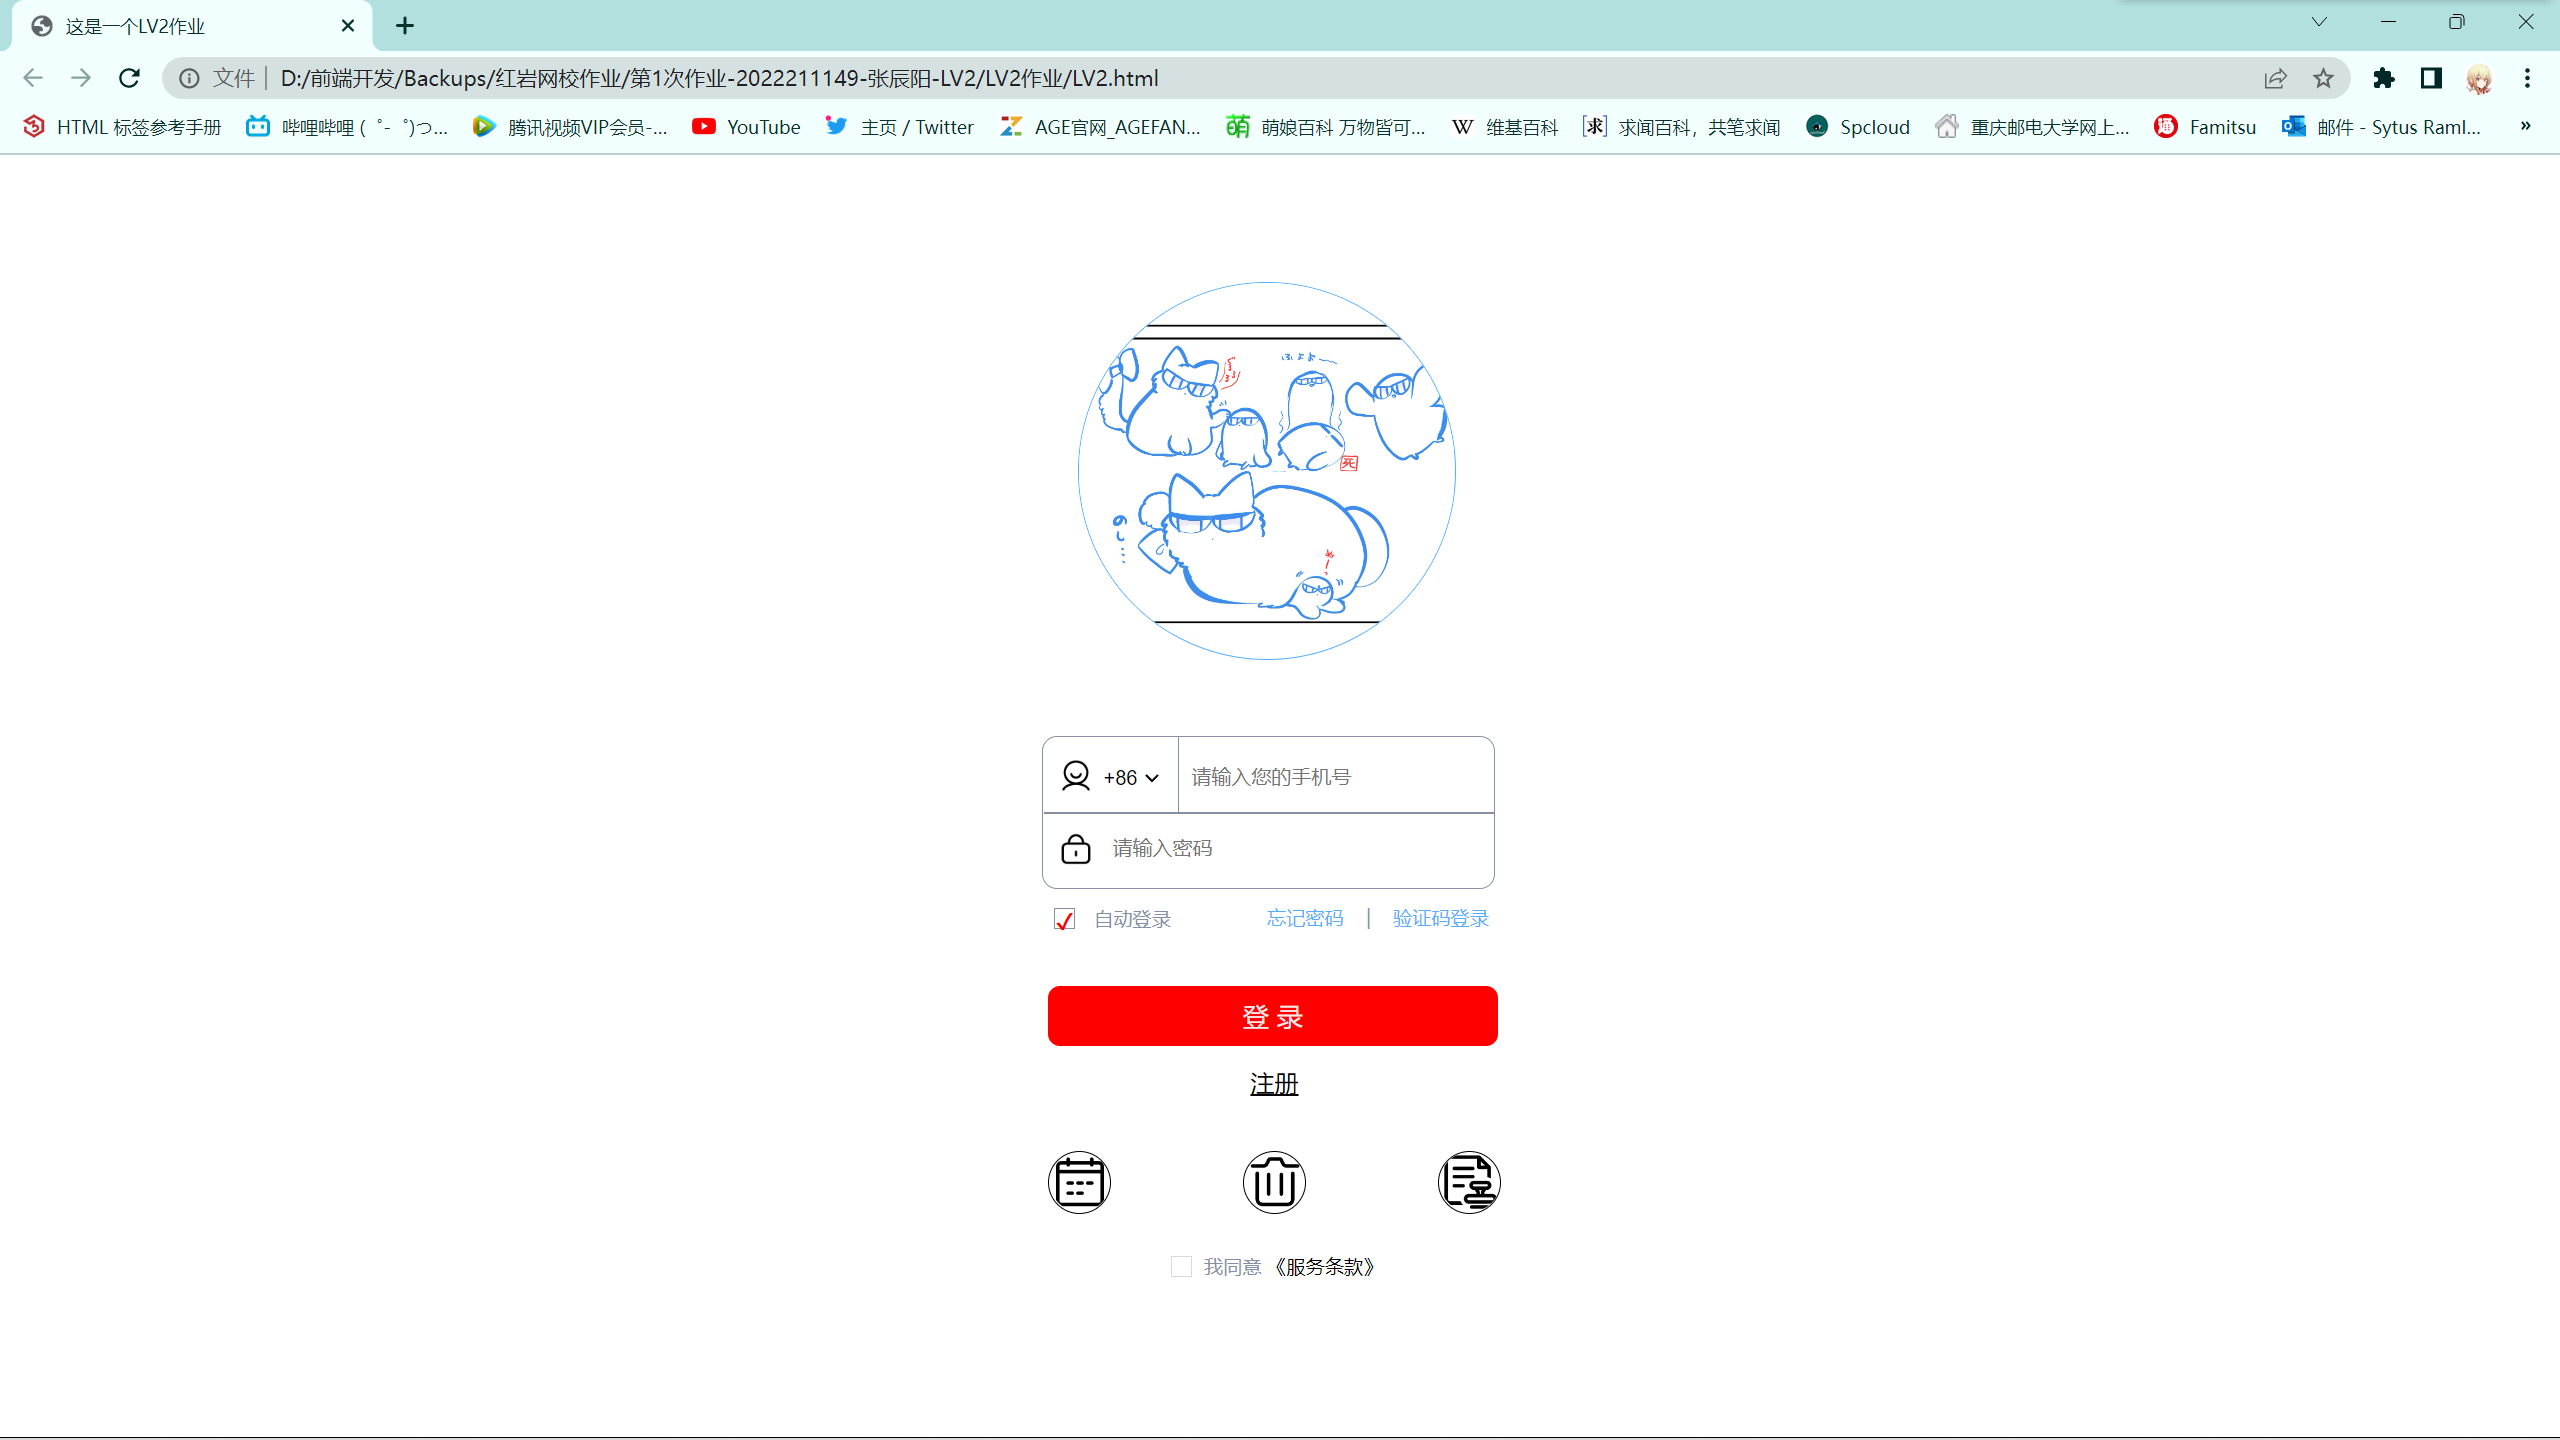 这是一个LV2作业
文件 | D:/前端开发/Backups/红岩网校作业/第1次作业-2022211149-张辰阳-LV2/LV2作业/LV2.html
HTML 标签参考手册 哔哩哔哩 ( ゜- ゜)つ... 腾讯视频VIP会员-... YouTube 主页 / Twitter AGE官网_AGEFAN... 萌娘百科 万物皆可... 维基百科 求闻百科，共笔求闻 Spcloud 重庆邮电大学网上... Famitsu 邮件 - Sytus Raml... »
ふよよ〜
死
のし...
+86 请输入您的手机号
请输入密码
自动登录 忘记密码 | 验证码登录
登 录
注册
我同意《服务条款》